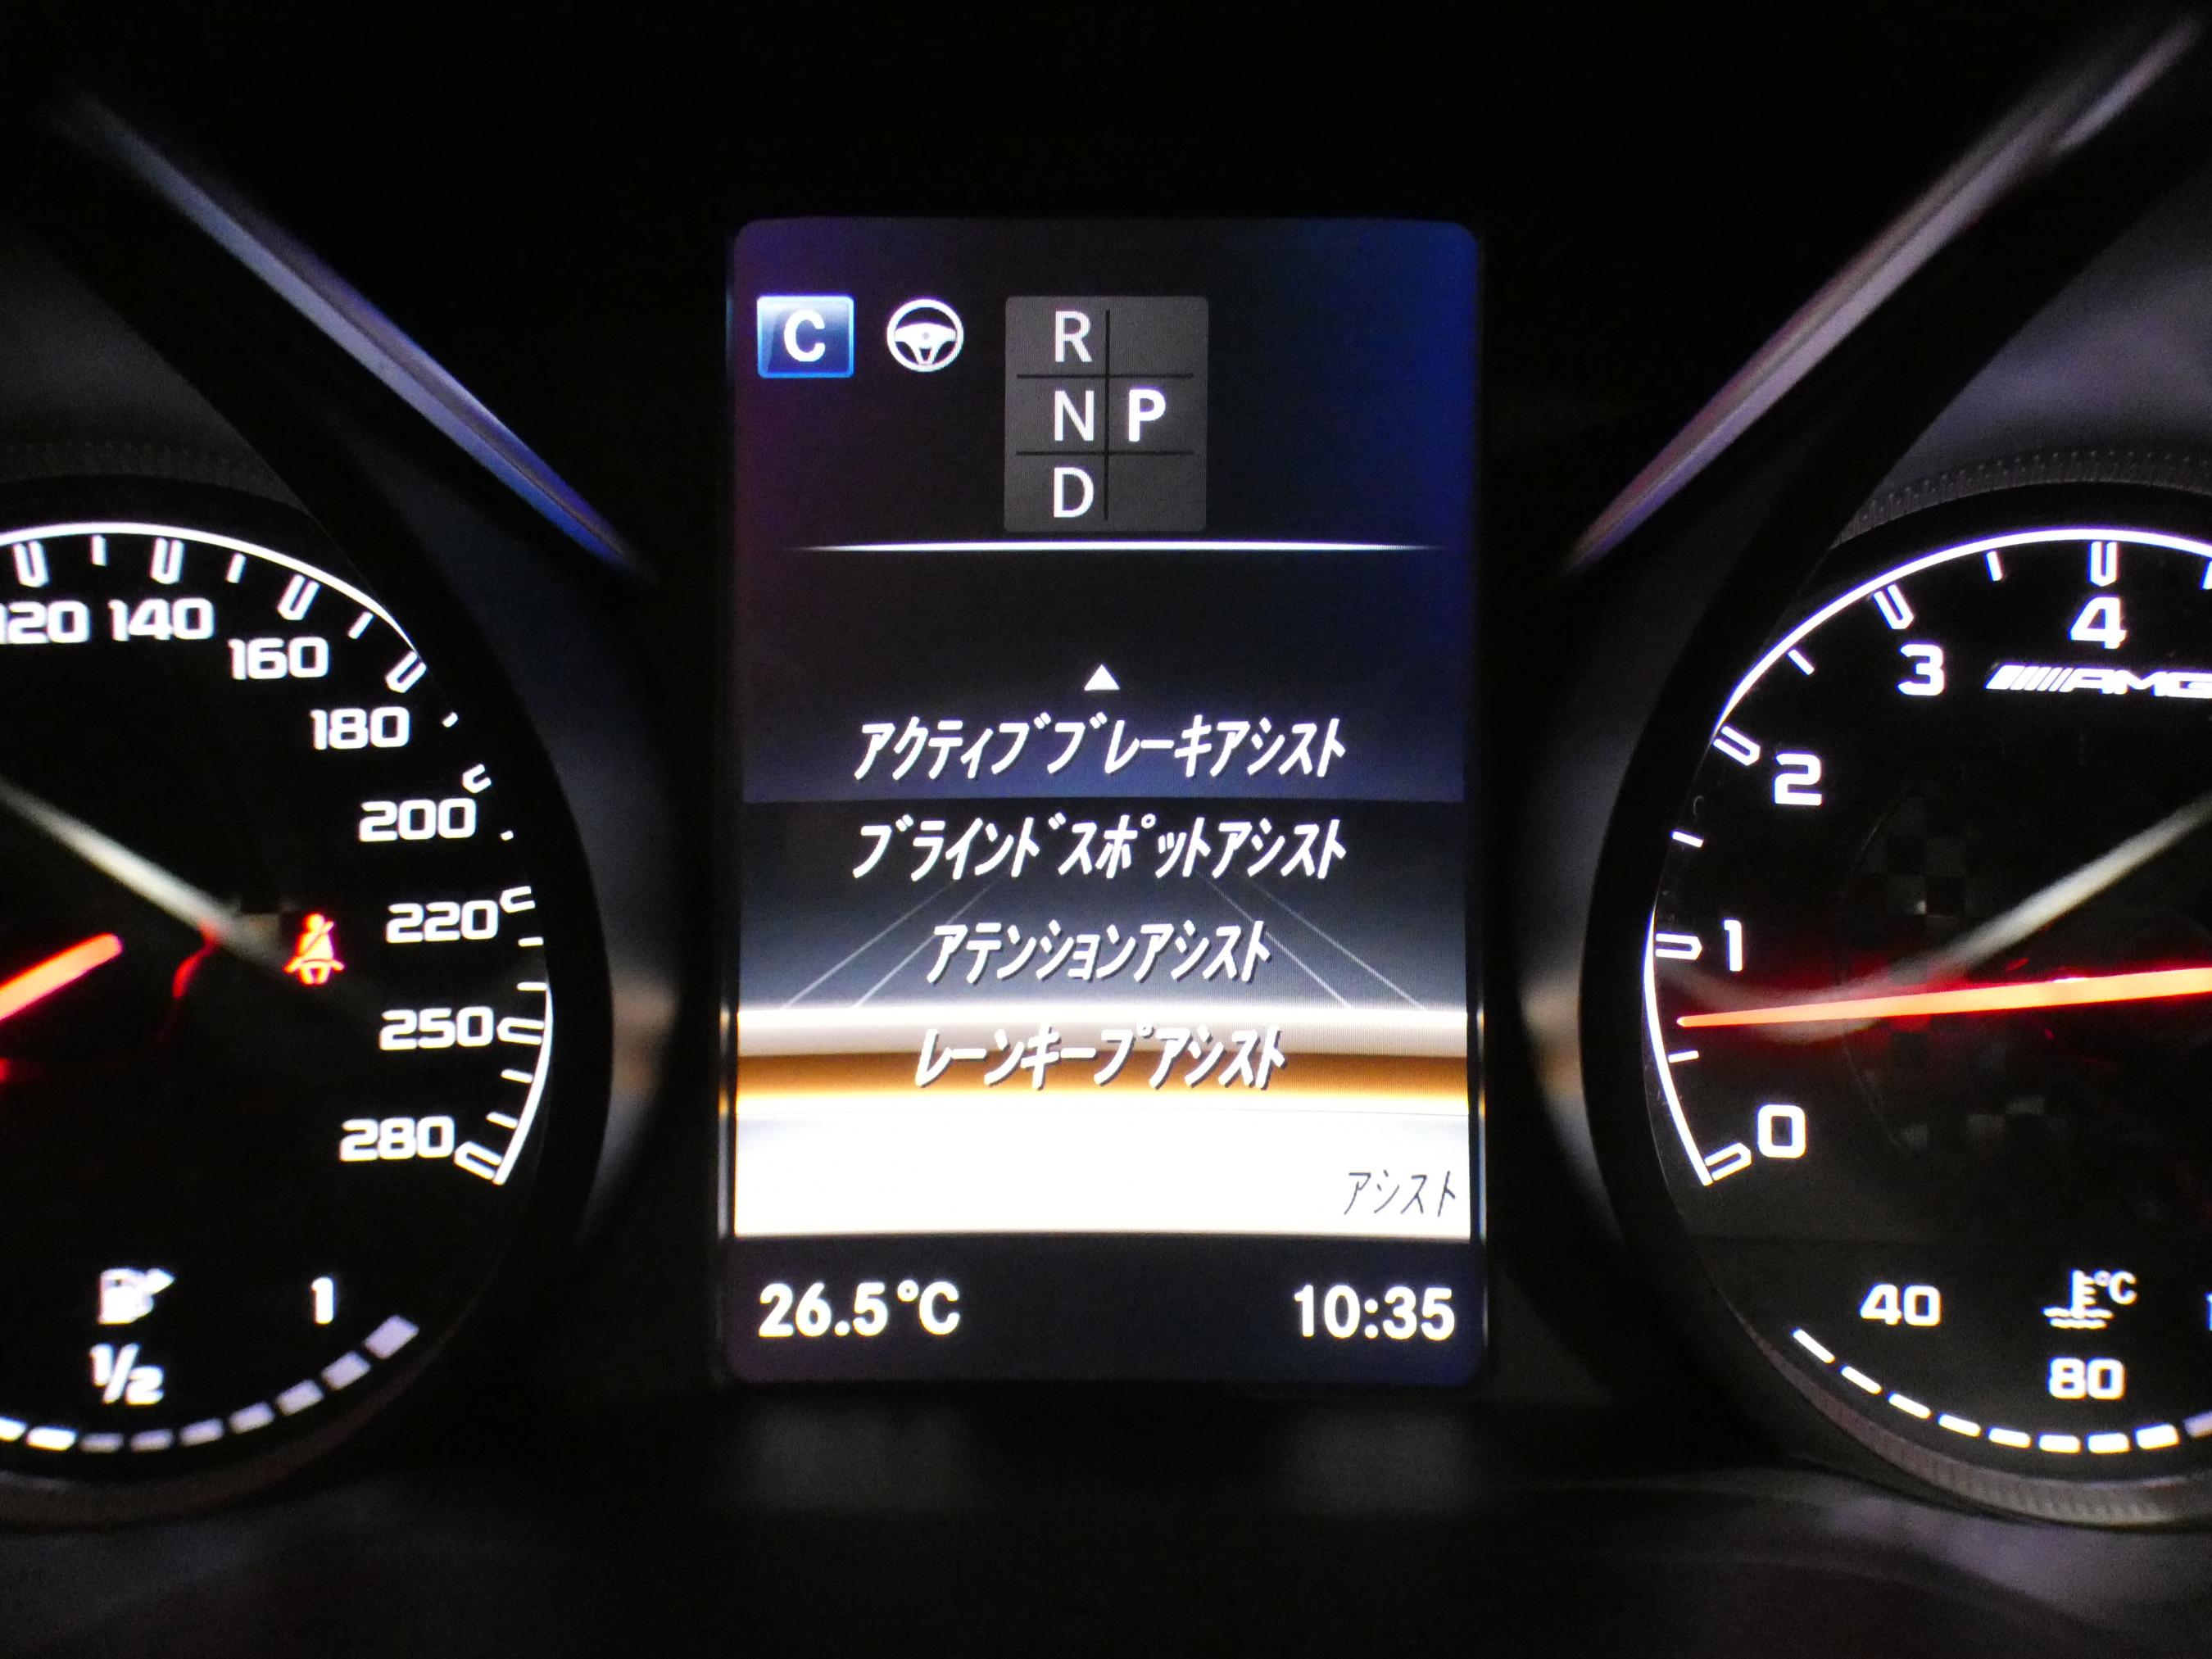 C
R
N P
D
アクティブブレーキアシスト
ブラインドスポットアシスト
アテンションアシスト
レーンキープアシスト
アシスト
26.5°C
10:35
120
140
160
180
200
220
250
280
1
1/2
4
3
AMG
2
1
0
40
°C
80